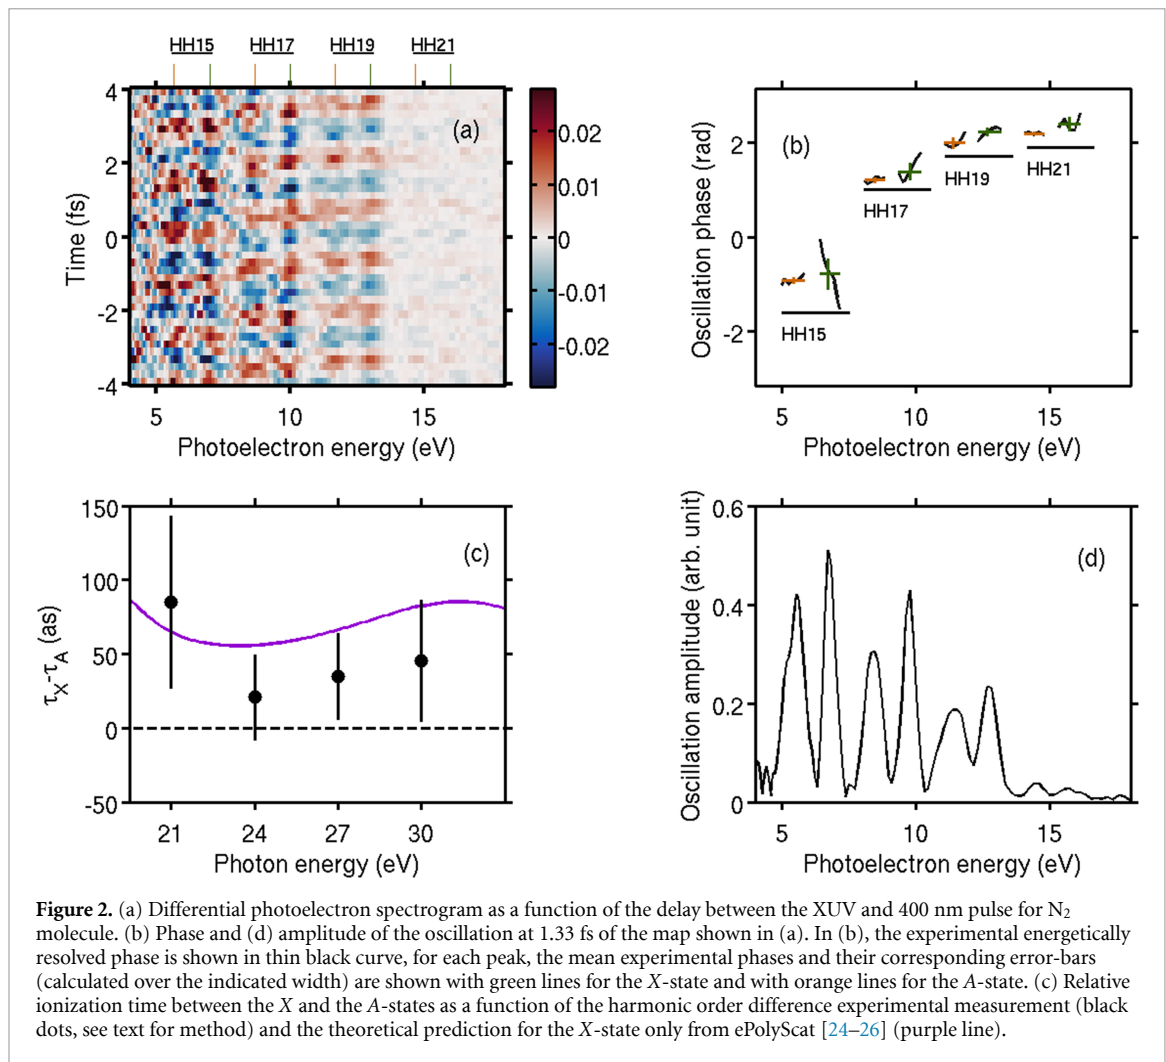 HH15 HH17 HH19 HH21
4
2
0
-2
-4
Time (fs)
(a)
0.02
0.01
0
-0.01
-0.02
5 10 15
Photoelectron energy (eV)
2
0
-2
Oscillation phase (rad)
(b)
HH15
HH17
HH19
HH21
5 10 15
Photoelectron energy (eV)
150
100
50
0
-50
τX-τA (as)
(c)
21 24 27 30
Photon energy (eV)
0.6
0.4
0.2
0
Oscillation amplitude (arb. unit)
(d)
5 10 15
Photoelectron energy (eV)
Figure 2. (a) Differential photoelectron spectrogram as a function of the delay between the XUV and 400 nm pulse for N2
molecule. (b) Phase and (d) amplitude of the oscillation at 1.33 fs of the map shown in (a). In (b), the experimental energetically
resolved phase is shown in thin black curve, for each peak, the mean experimental phases and their corresponding error-bars
(calculated over the indicated width) are shown with green lines for the X-state and with orange lines for the A-state. (c) Relative
ionization time between the X and the A-states as a function of the harmonic order difference experimental measurement (black
dots, see text for method) and the theoretical prediction for the X-state only from ePolyScat [24–26] (purple line).